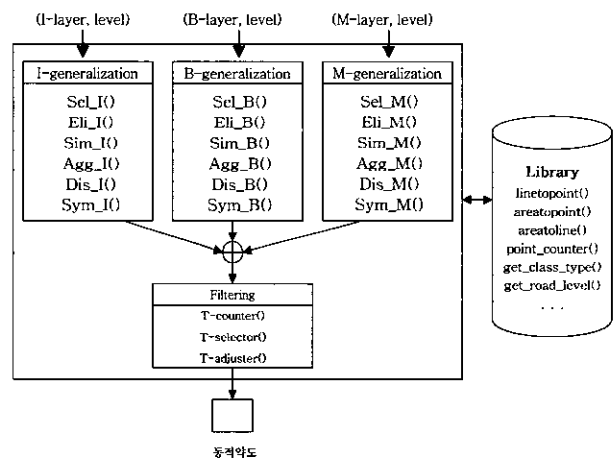 (I-layer, level)
(B-layer, level)
(M-layer, level)
I-generalization
Sel_I()
Eli_I()
Sim_I()
Agg_I()
Dis_I()
Sym_I()
B-generalization
Sel_B()
Eli_B()
Sim_B()
Agg_B()
Dis_B()
Sym_B()
M-generalization
Sel_M()
Eli_M()
Sim_M()
Agg_M()
Dis_M()
Sym_M()
Library
linetopoint()
areatopoint()
areatoline()
point_counter()
get_class_type()
get_road_level()
...
Filtering
T-counter()
T-selector()
T-adjuster()
동적약도